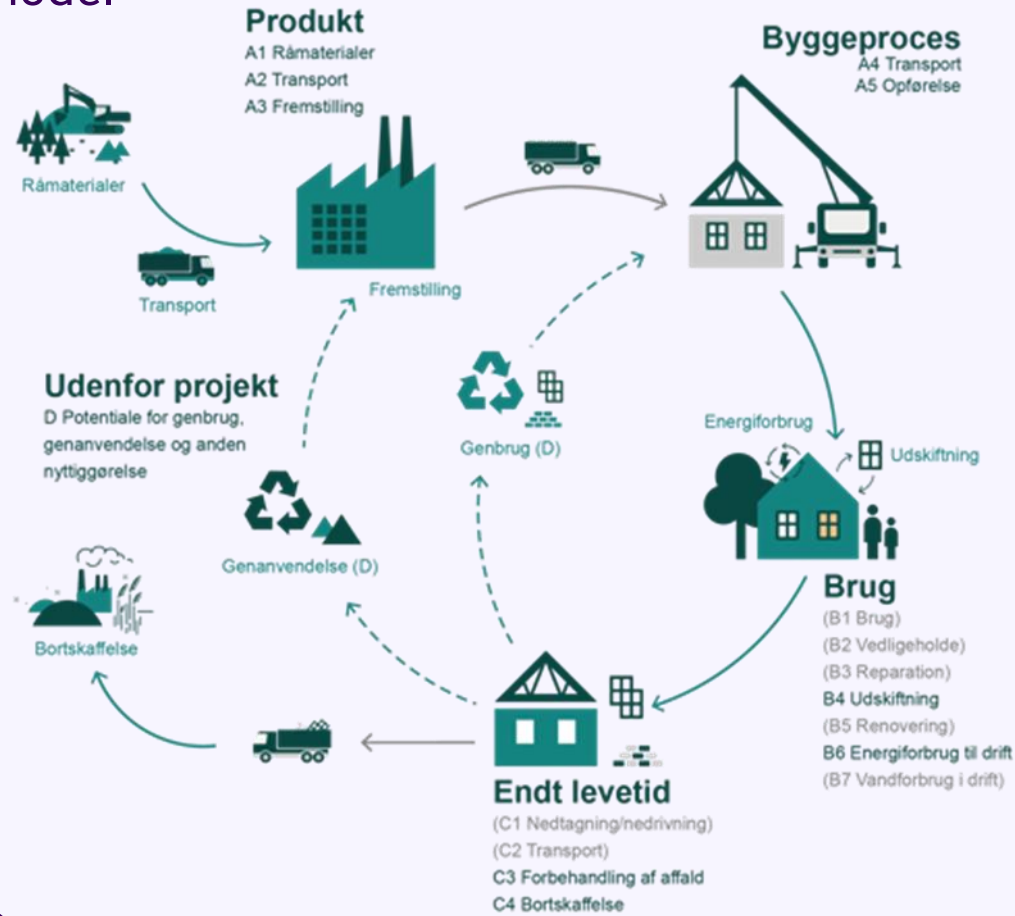 Produkt
A1 Råmaterialer
A2 Transport
A3 Fremstilling
Byggeproces
A4 Transport
A5 Opførelse
Råmaterialer
Transport
Fremstilling
Udenfor projekt
D Potentiale for genbrug,
genanvendelse og anden
nyttiggørelse
Genbrug (D)
Energiforbrug
Udskiftning
Genanvendelse (D)
Bortskaffelse
Brug
(B1 Brug)
(B2 Vedligeholde)
(B3 Reparation)
B4 Udskiftning
(B5 Renovering)
B6 Energiforbrug til drift
(B7 Vandforbrug i drift)
Endt levetid
(C1 Nedtagning/nedrivning)
(C2 Transport)
C3 Forbehandling af affald
C4 Bortskaffelse